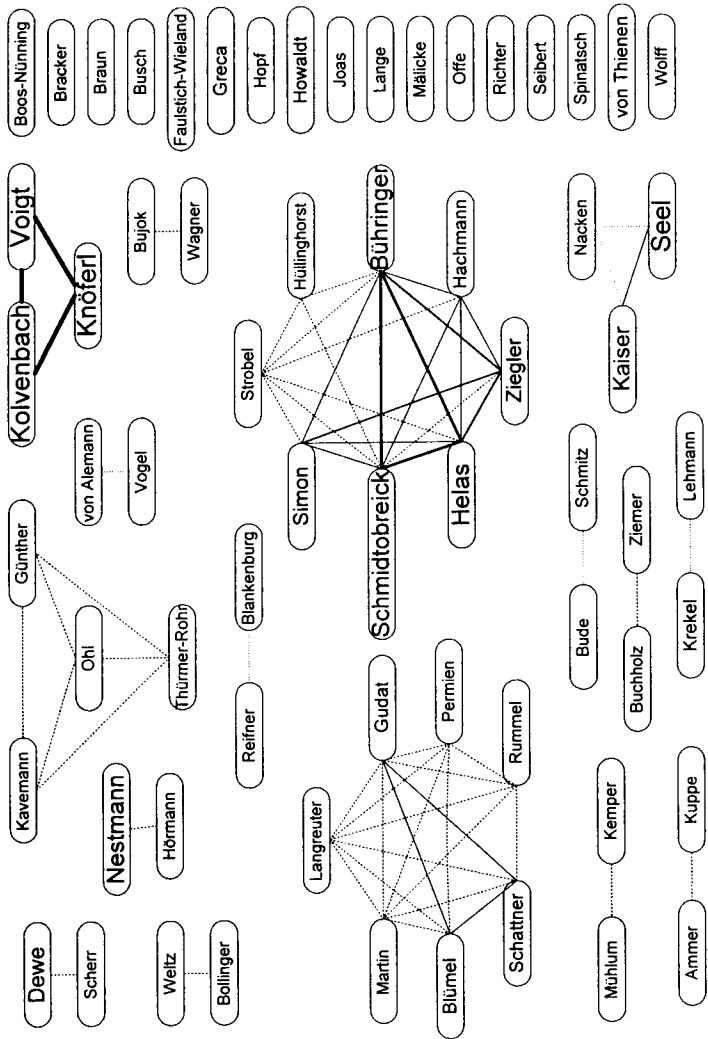 Dewe
Kavemann
Günther
Kolvenbach
Voigt
Boos-Nünning
Bracker
Scherr
Ohl
von Alemann
Knöferl
Braun
Nestmann
Vogel
Bujok
Busch
Weltz
Hörmann
Thürmer-Rohr
Wagner
Faulstich-Wieland
Bollinger
Greca
Reifner
Blankenburg
Strobel
Hopf
Langreuter
Simon
Hüllinghorst
Howaldt
Joas
Martin
Gudat
Schmidtobreick
Bühringer
Lange
Mälicke
Blümel
Permien
Helas
Hachmann
Offe
Schattner
Rummel
Ziegler
Richter
Seibert
Bude
Schmitz
Nacken
Spinatsch
Mühlum
Kemper
Buchholz
Ziemer
Kaiser
von Thienen
Seel
Wolff
Ammer
Kuppe
Krekel
Lehmann